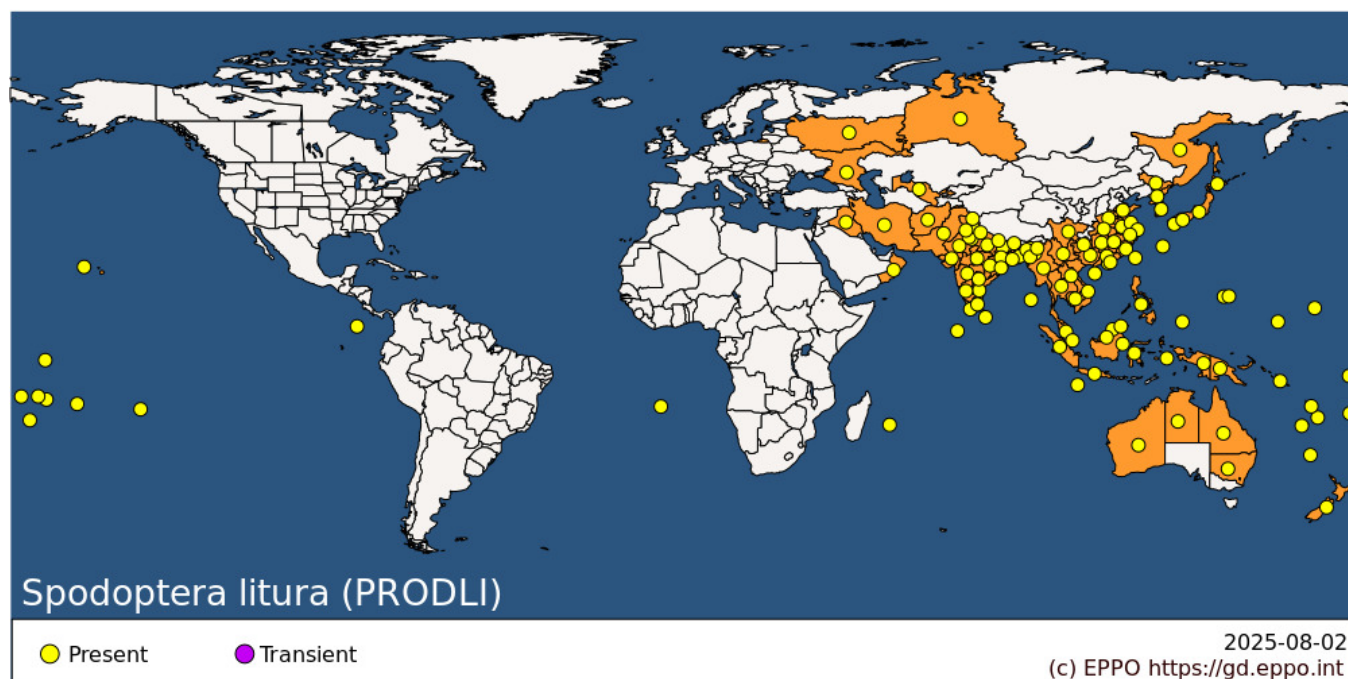 Spodoptera litura (PRODLI)
Present
Transient
2025-08-02
(c) EPPO https://gd.eppo.int